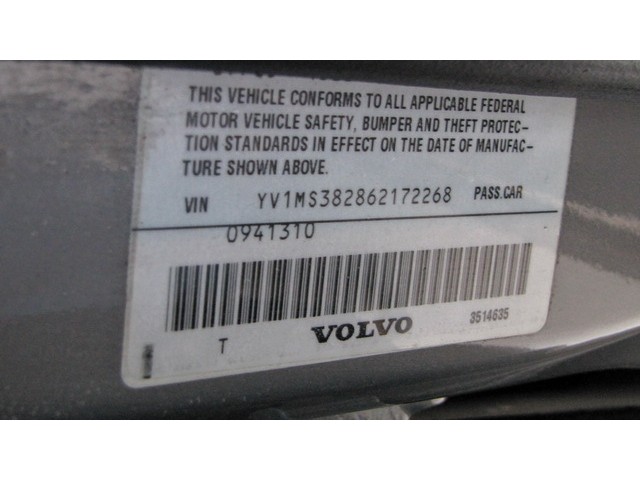 THIS VEHICLE CONFORMS TO ALL APPLICABLE FEDERAL
MOTOR VEHICLE SAFETY, BUMPER AND THEFT PROTEC-
TION STANDARDS IN EFFECT ON THE DATE OF MANUFAC-
TURE SHOWN ABOVE.
VIN YV1MS382862172268 PASS.CAR
0941310
T VOLVO 3514635